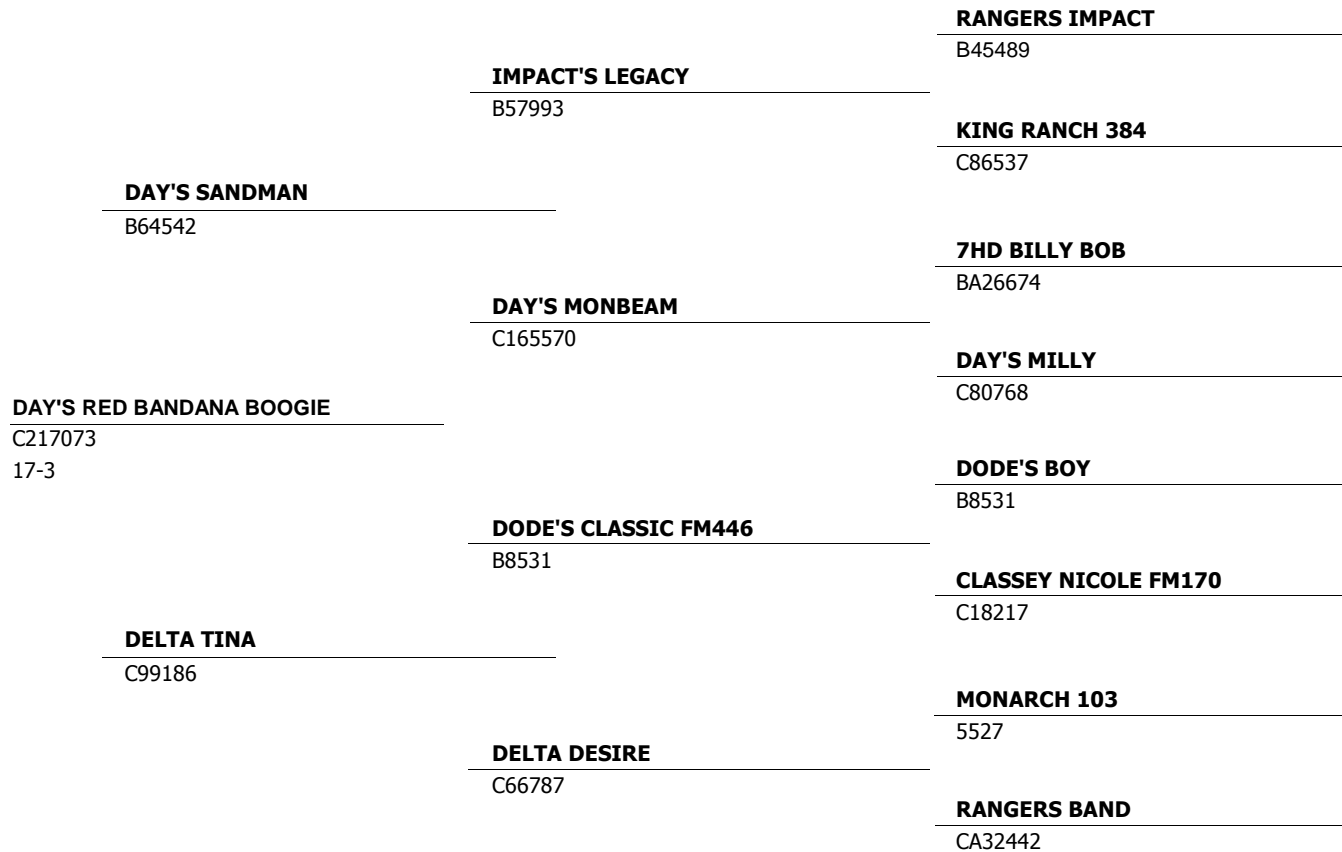 RANGERS IMPACT
B45489
IMPACT'S LEGACY
B57993
KING RANCH 384
C86537
DAY'S SANDMAN
B64542
7HD BILLY BOB
BA26674
DAY'S MONBEAM
C165570
DAY'S MILLY
C80768
DAY'S RED BANDANA BOOGIE
C217073
17-3
DODE'S BOY
B8531
DODE'S CLASSIC FM446
B8531
CLASSEY NICOLE FM170
C18217
DELTA TINA
C99186
MONARCH 103
5527
DELTA DESIRE
C66787
RANGERS BAND
CA32442